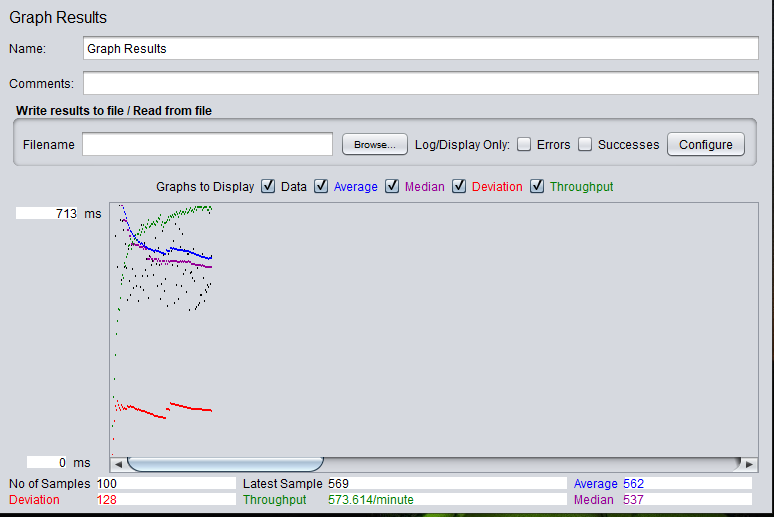 Graph Results
Name: Graph Results
Comments:
Write results to file / Read from file
Filename Browse... Log/Display Only: Errors Successes Configure
Graphs to Display Data Average Median Deviation Throughput
713 ms
0 ms
No of Samples 100 Latest Sample 569 Average 562
Deviation 128 Throughput 573.614/minute Median 537